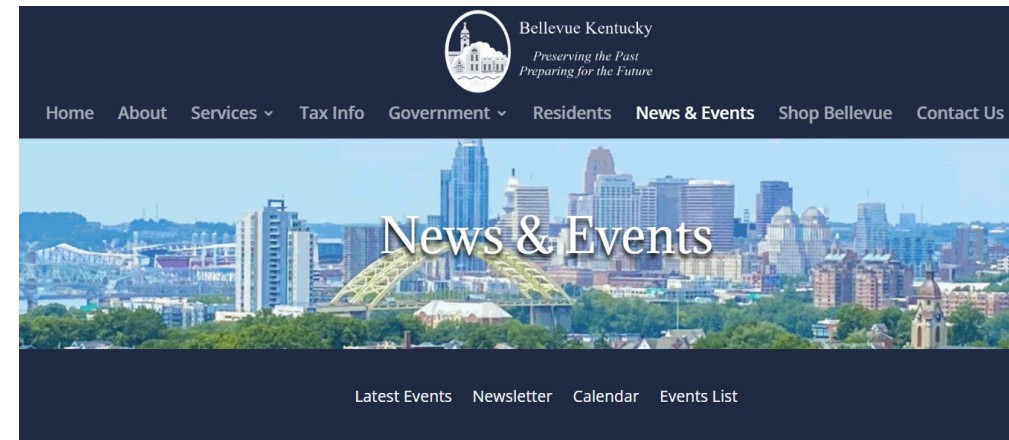 Bellevue Kentucky
Preserving the Past
Preparing for the Future
Home About Services Tax Info Government Residents News & Events Shop Bellevue Contact Us
News & Events
Latest Events Newsletter Calendar Events List